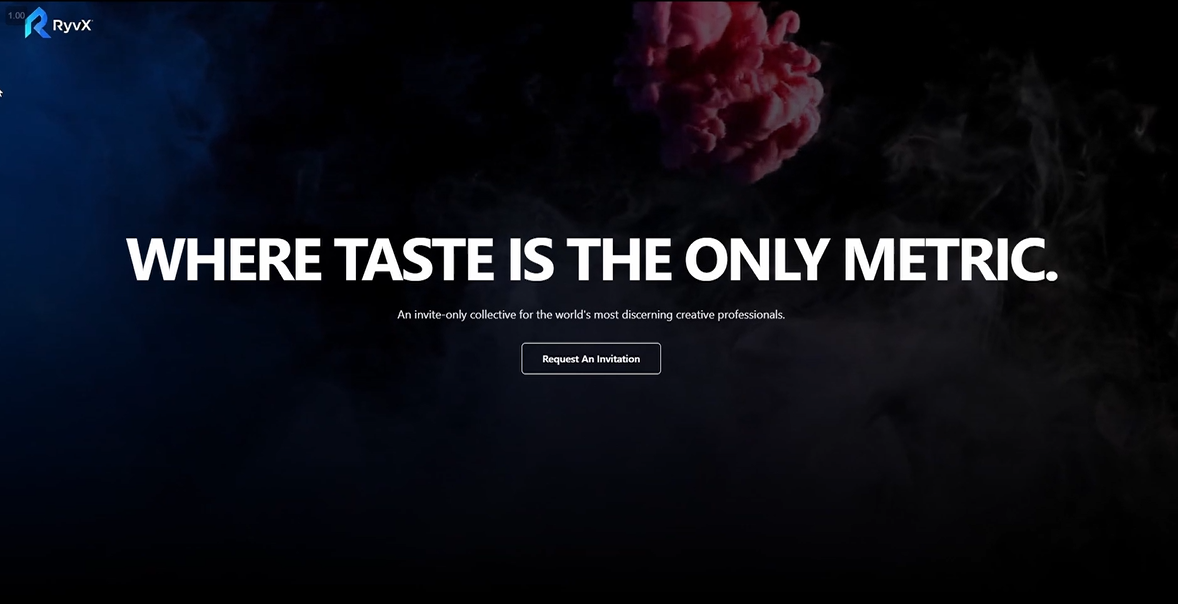 1.00
RyvX
WHERE TASTE IS THE ONLY METRIC.
An invite-only collective for the world's most discerning creative professionals.
Request An Invitation